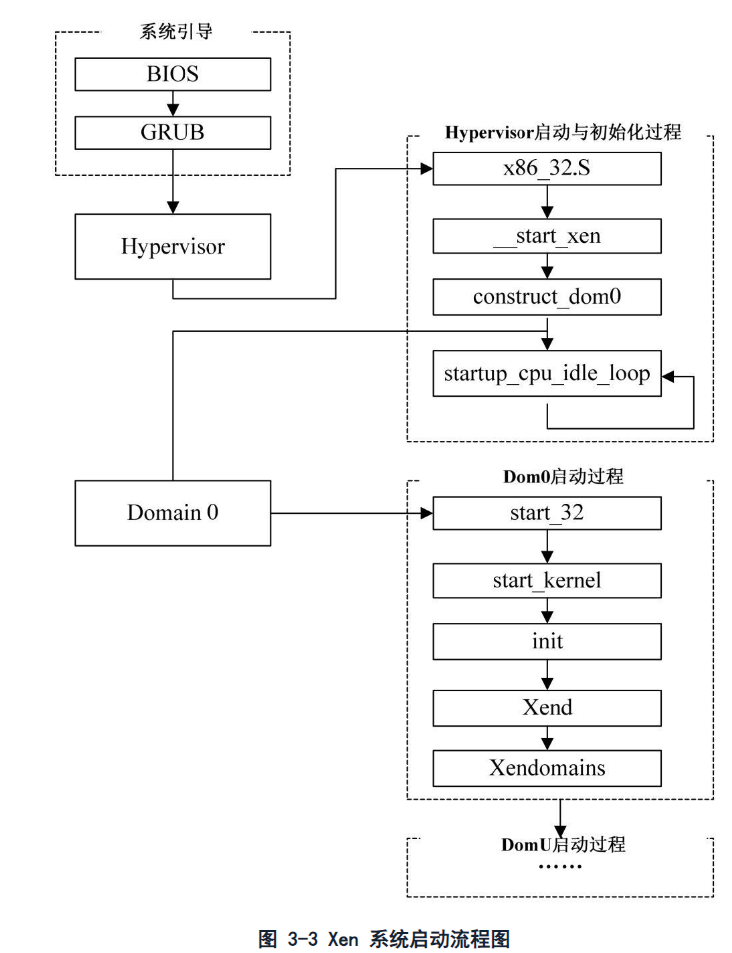 系统引导
BIOS
GRUB
Hypervisor
Hypervisor启动与初始化过程
x86_32.S
__start_xen
construct_dom0
startup_cpu_idle_loop
Domain 0
Dom0启动过程
start_32
start_kernel
init
Xend
Xendomains
DomU启动过程
……
图 3-3 Xen 系统启动流程图